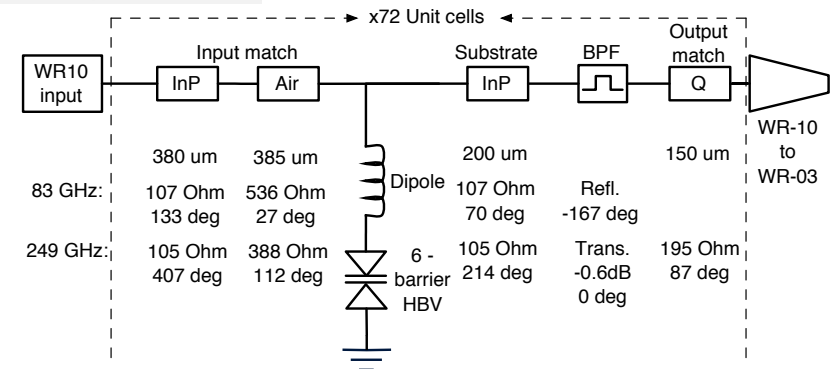 x72 Unit cells
Input match
Substrate
BPF
Output
match
WR10
input
InP
Air
InP
Q
WR-10
to
WR-03
Dipole
6 -
barrier
HBV
380 um 385 um 200 um 150 um
83 GHz: 107 Ohm 536 Ohm 107 Ohm Refl.
133 deg 27 deg 70 deg -167 deg
249 GHz: 105 Ohm 388 Ohm 105 Ohm Trans. 195 Ohm
407 deg 112 deg 214 deg -0.6dB 87 deg
0 deg